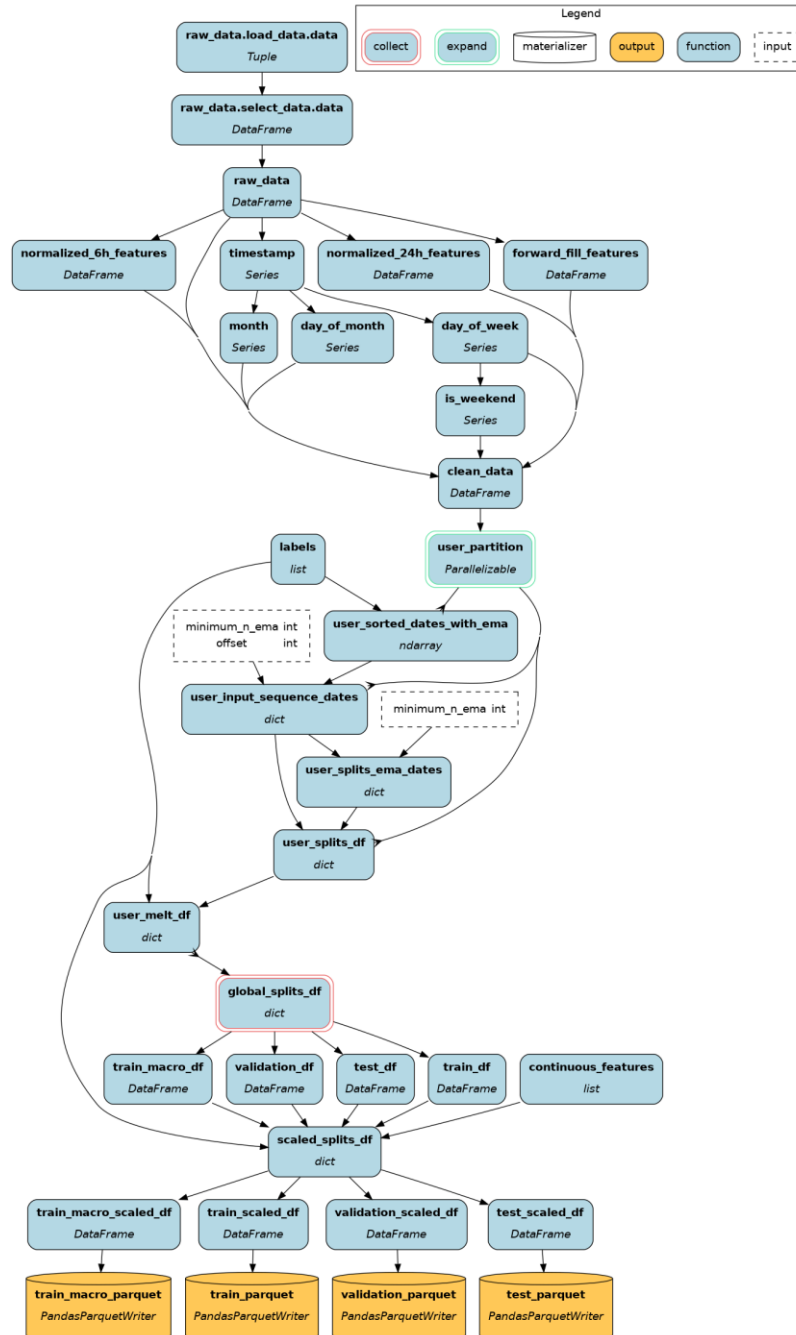 Legend
collect
expand
materializer
output
function
input
raw_data.load_data.data
Tuple
raw_data.select_data.data
DataFrame
raw_data
DataFrame
normalized_6h_features
DataFrame
timestamp
Series
normalized_24h_features
DataFrame
forward_fill_features
DataFrame
month
Series
day_of_month
Series
day_of_week
Series
is_weekend
Series
clean_data
DataFrame
labels
list
user_partition
Parallelizable
minimum_n_ema int
offset int
user_sorted_dates_with_ema
ndarray
user_input_sequence_dates
dict
minimum_n_ema int
user_splits_ema_dates
dict
user_splits_df
dict
user_melt_df
dict
global_splits_df
dict
train_macro_df
DataFrame
validation_df
DataFrame
test_df
DataFrame
train_df
DataFrame
continuous_features
list
scaled_splits_df
dict
train_macro_scaled_df
DataFrame
train_scaled_df
DataFrame
validation_scaled_df
DataFrame
test_scaled_df
DataFrame
train_macro_parquet
PandasParquetWriter
train_parquet
PandasParquetWriter
validation_parquet
PandasParquetWriter
test_parquet
PandasParquetWriter